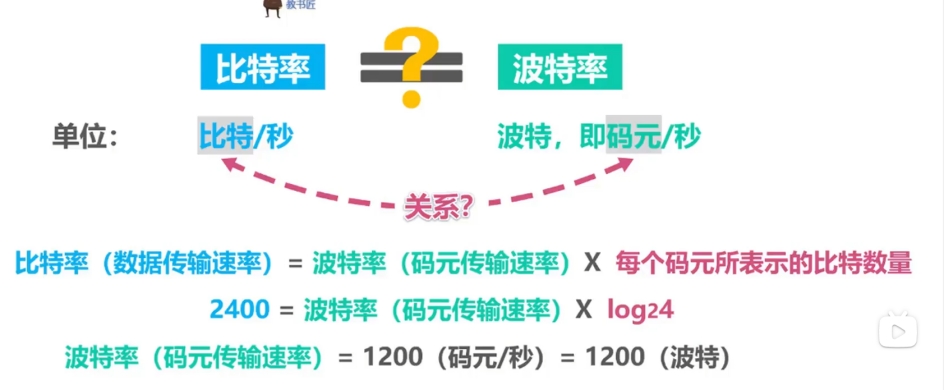 教书匠
比特率 ? 波特率
单位： 比特/秒 波特，即码元/秒
关系？
比特率（数据传输速率）= 波特率（码元传输速率）X 每个码元所表示的比特数量
2400 = 波特率（码元传输速率）X log24
波特率（码元传输速率）= 1200（码元/秒）= 1200（波特）